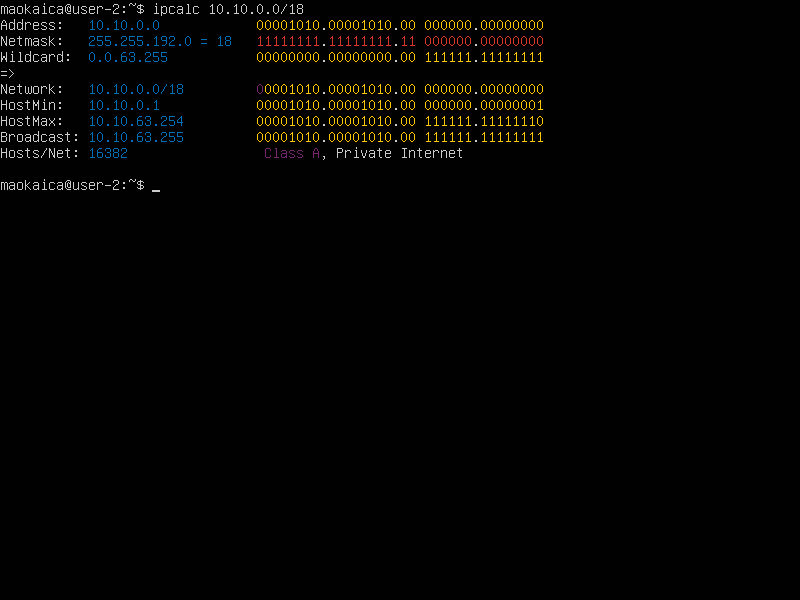 maokaica@user-2:~$ ipcalc 10.10.0.0/18
Address:   10.10.0.0            00001010.00001010.00 000000.00000000
Netmask:   255.255.192.0 = 18   11111111.11111111.11 000000.00000000
Wildcard:  0.0.63.255           00000000.00000000.00 111111.11111111
=>
Network:   10.10.0.0/18         00001010.00001010.00 000000.00000000
HostMin:   10.10.0.1            00001010.00001010.00 000000.00000001
HostMax:   10.10.63.254         00001010.00001010.00 111111.11111110
Broadcast: 10.10.63.255         00001010.00001010.00 111111.11111111
Hosts/Net: 16382                 Class A, Private Internet
maokaica@user-2:~$ _